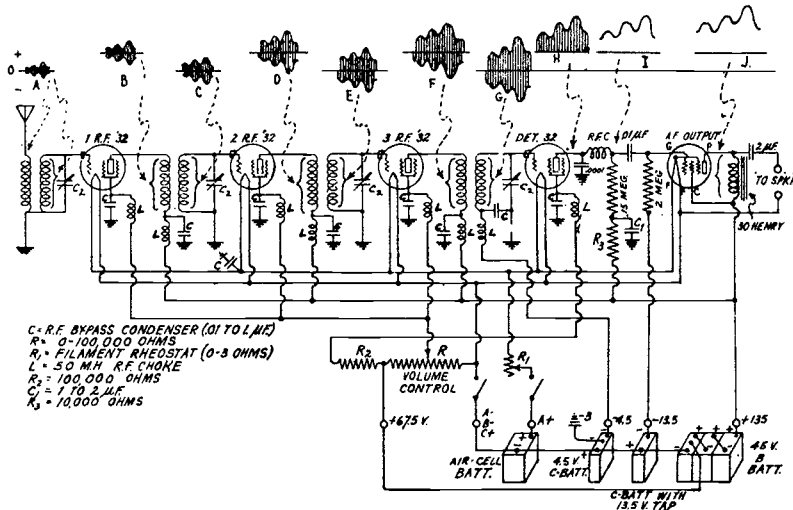 +
0
-
A
B
C
D
E
F
G
H
I
J.
1 R.F. '32
2 R.F. '32
3 R.F. '32
DET. 32
R.F.C
.01 µF
A.F. OUTPUT
G
P
F
C
2 µF.
C2
C2
C2
C2
C
C
C
C
C
C
C
C
L
L
L
L
L
L
L
.0001
.15 MEG.
2 MEG.
C1
R3
TO SPKR
30 HENRY
C = R.F. BYPASS CONDENSER (.01 TO 1 µF.)
R = 0-100,000 OHMS
R1 = FILAMENT RHEOSTAT (0-3 OHMS)
L = 50 M.H. R.F. CHOKE
R2 = 100,000 OHMS
C1 = 1 TO 2 µF.
R3 = 10,000 OHMS
R2
R
VOLUME
CONTROL
R1
+67.5 V.
A-
B-
C+
A+
-B
-4.5
-13.5
+135
AIR-CELL
BATT.
4.5 V.
C-BATT.
C-BATT WITH
13.5 V. TAP
45 V.
B
BATT.